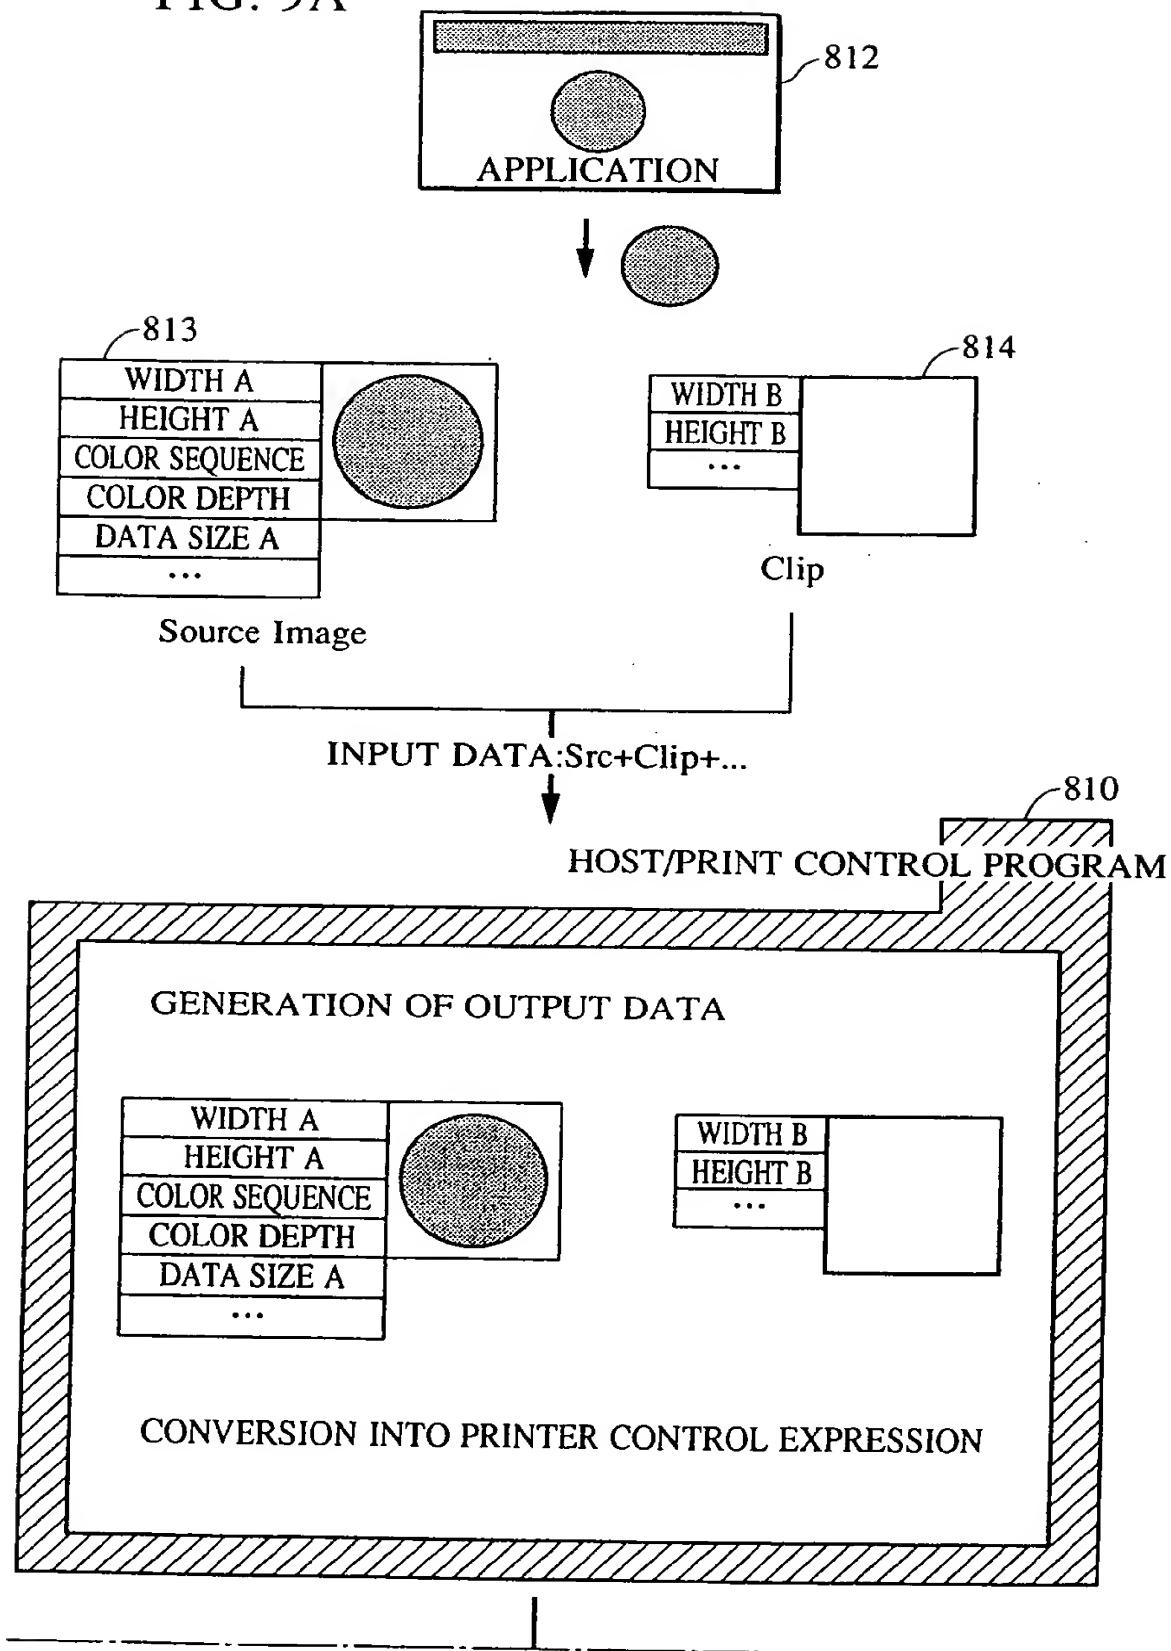 FIG. 9A
812
APPLICATION
813
WIDTH A
HEIGHT A
COLOR SEQUENCE
COLOR DEPTH
DATA SIZE A
...
Source Image
814
WIDTH B
HEIGHT B
...
Clip
INPUT DATA:Src+Clip+...
810
HOST/PRINT CONTROL PROGRAM
GENERATION OF OUTPUT DATA
WIDTH A
HEIGHT A
COLOR SEQUENCE
COLOR DEPTH
DATA SIZE A
...
WIDTH B
HEIGHT B
...
CONVERSION INTO PRINTER CONTROL EXPRESSION